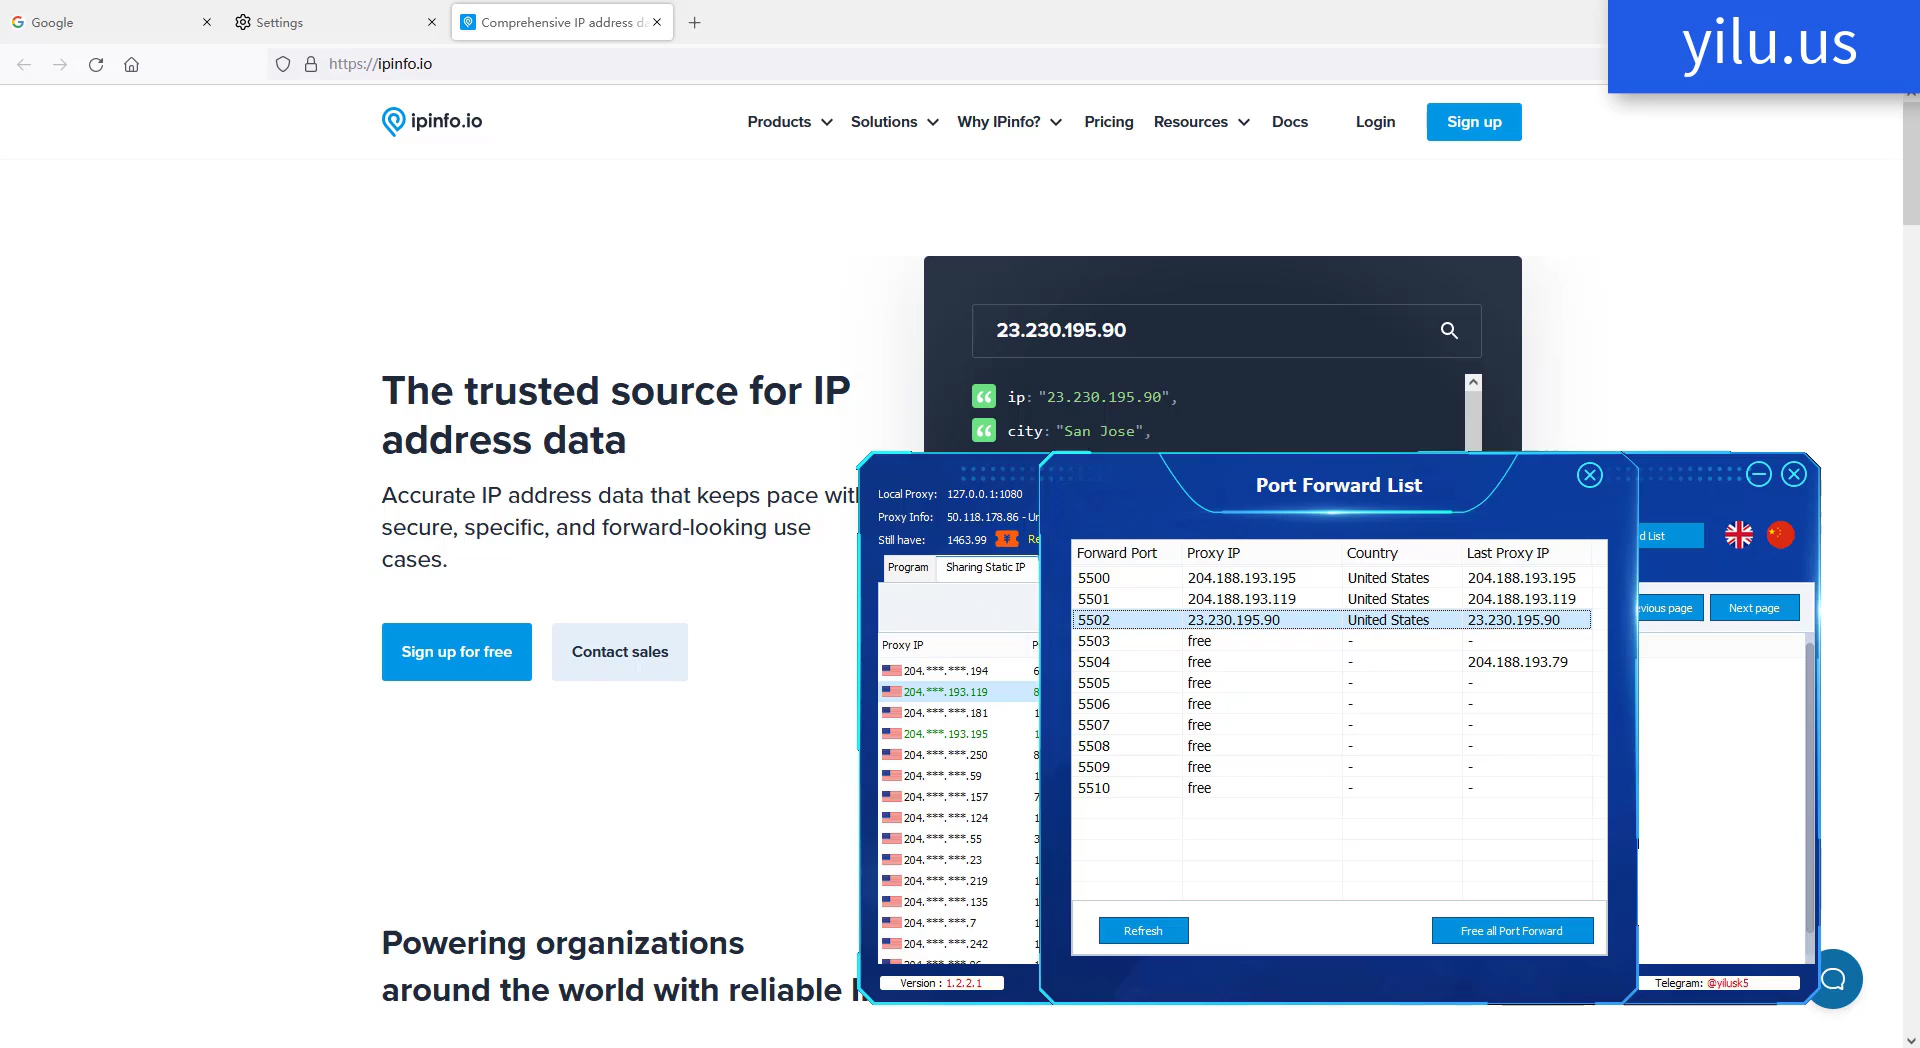 Google
Settings
Comprehensive IP address d
yilu.us
https://ipinfo.io
ipinfo.io
Products
Solutions
Why IPinfo?
Pricing
Resources
Docs
Login
Sign up
23.230.195.90
ip: "23.230.195.90",
city: "San Jose",
The trusted source for IP
address data
Accurate IP address data that keeps pace wit
secure, specific, and forward-looking use
cases.
Sign up for free
Contact sales
Powering organizations
around the world with reliable
Local Proxy: 127.0.0.1:1080
Proxy Info: 50.118.178.86 - Un
Still have: 1463.99 ¥ Re
Program
Sharing Static IP
Proxy IP
204.***.***.194
204.***.193.119
204.***.***.181
204.***.193.195
204.***.***.250
204.***.***.59
204.***.***.157
204.***.***.124
204.***.***.55
204.***.***.23
204.***.***.219
204.***.***.135
204.***.***.7
204.***.***.242
Version : 1.2.2.1
Port Forward List
Forward Port Proxy IP Country Last Proxy IP
5500 204.188.193.195 United States 204.188.193.195
5501 204.188.193.119 United States 204.188.193.119
5502 23.230.195.90 United States 23.230.195.90
5503 free - -
5504 free - 204.188.193.79
5505 free - -
5506 free - -
5507 free - -
5508 free - -
5509 free - -
5510 free - -
Refresh
Free all Port Forward
d List
evious page
Next page
Telegram: @yilusk5